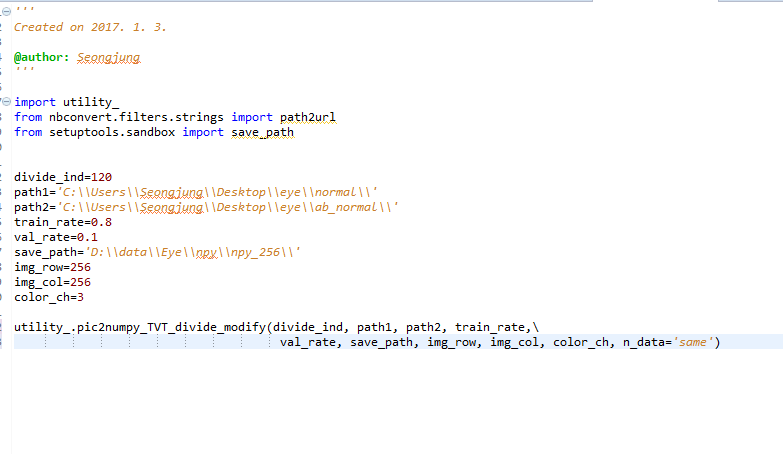 '''
Created on 2017. 1. 3.
@author: Seongjung
'''
import utility_
from nbconvert.filters.strings import path2url
from setuptools.sandbox import save_path
divide_ind=120
path1='C:\\Users\\Seongjung\\Desktop\\eye\\normal\\'
path2='C:\\Users\\Seongjung\\Desktop\\eye\\ab_normal\\'
train_rate=0.8
val_rate=0.1
save_path='D:\\data\\Eye\\npy\\npy_256\\'
img_row=256
img_col=256
color_ch=3
utility_.pic2numpy_TVT_divide_modify(divide_ind, path1, path2, train_rate,\
val_rate, save_path, img_row, img_col, color_ch, n_data='same')